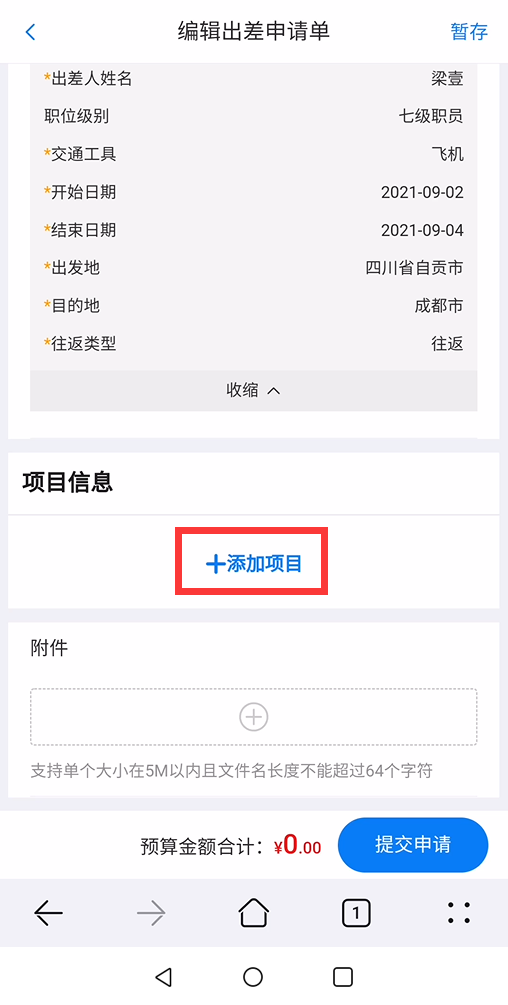 编辑出差申请单 暂存
*出差人姓名 梁壹
职位级别 七级职员
*交通工具 飞机
*开始日期 2021-09-02
*结束日期 2021-09-04
*出发地 四川省自贡市
*目的地 成都市
*往返类型 往返
收缩
项目信息
+添加项目
附件
支持单个大小在5M以内且文件名长度不能超过64个字符
预算金额合计：¥0.00 提交申请
1